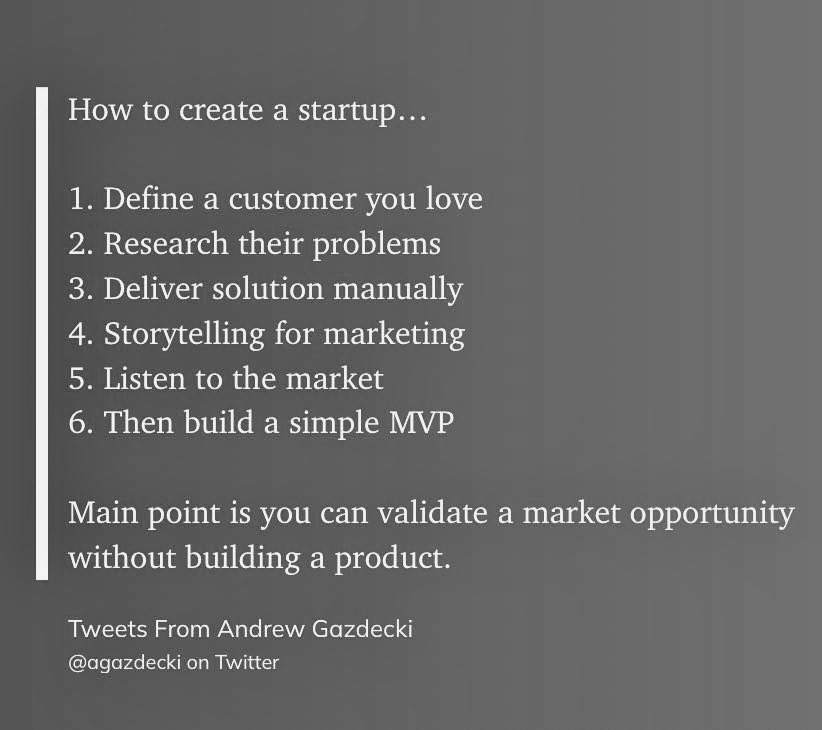 How to create a startup…
1. Define a customer you love
2. Research their problems
3. Deliver solution manually
4. Storytelling for marketing
5. Listen to the market
6. Then build a simple MVP
Main point is you can validate a market opportunity
without building a product.
Tweets From Andrew Gazdecki
@agazdecki on Twitter